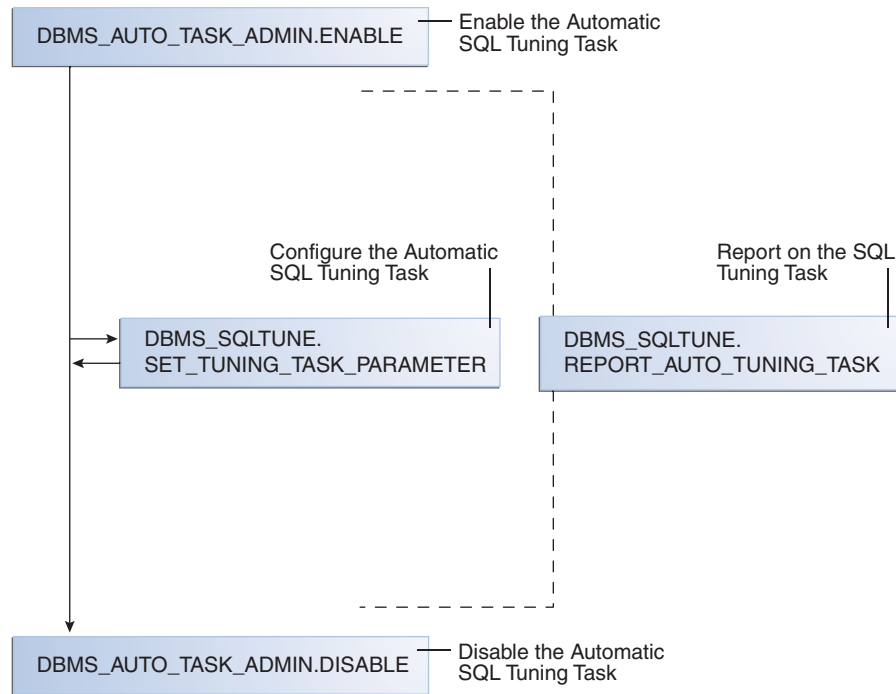 DBMS_AUTO_TASK_ADMIN.ENABLE
Enable the Automatic
SQL Tuning Task
Configure the Automatic
SQL Tuning Task
DBMS_SQLTUNE.
SET_TUNING_TASK_PARAMETER
Report on the SQL
Tuning Task
DBMS_SQLTUNE.
REPORT_AUTO_TUNING_TASK
DBMS_AUTO_TASK_ADMIN.DISABLE
Disable the Automatic
SQL Tuning Task